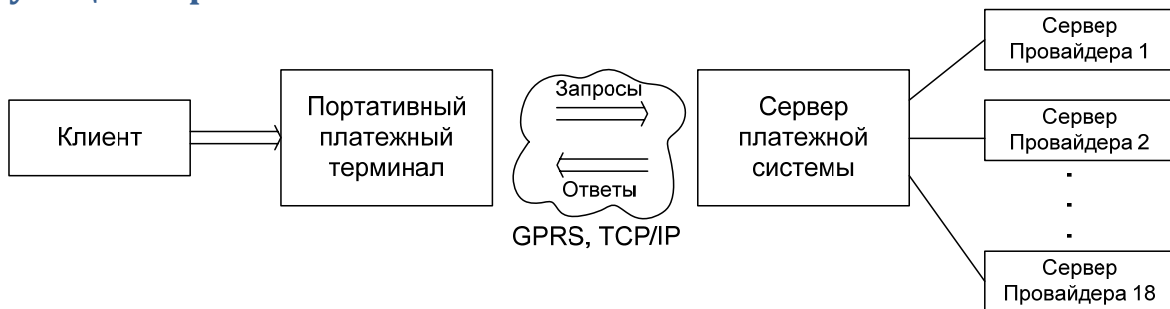 Клиент
Портативный
платежный
терминал
Запросы
Ответы
GPRS, TCP/IP
Сервер
платежной
системы
Сервер
Провайдера 1
Сервер
Провайдера 2
Сервер
Провайдера 18